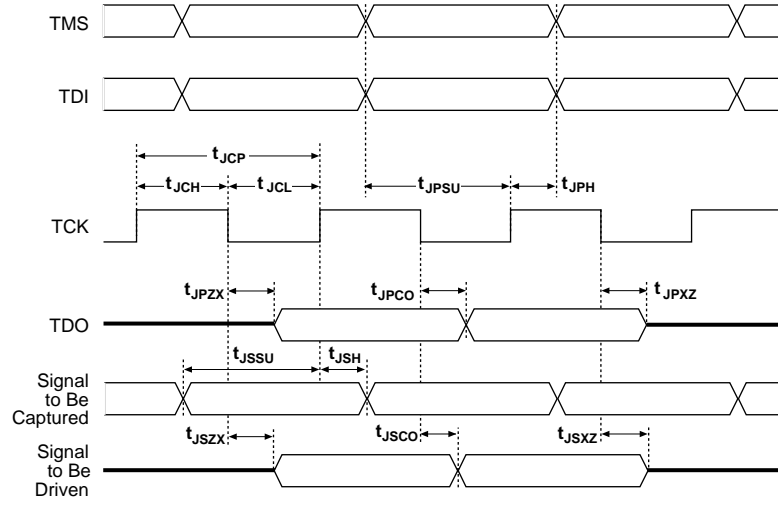 TMS
TDI
tJCP
tJCH
tJCL
tJPSU
tJPH
TCK
tJPZX
tJPCO
tJPXZ
TDO
tJSSU
tJSH
Signal
to Be
Captured
tJSZX
tJSCO
tJSXZ
Signal
to Be
Driven